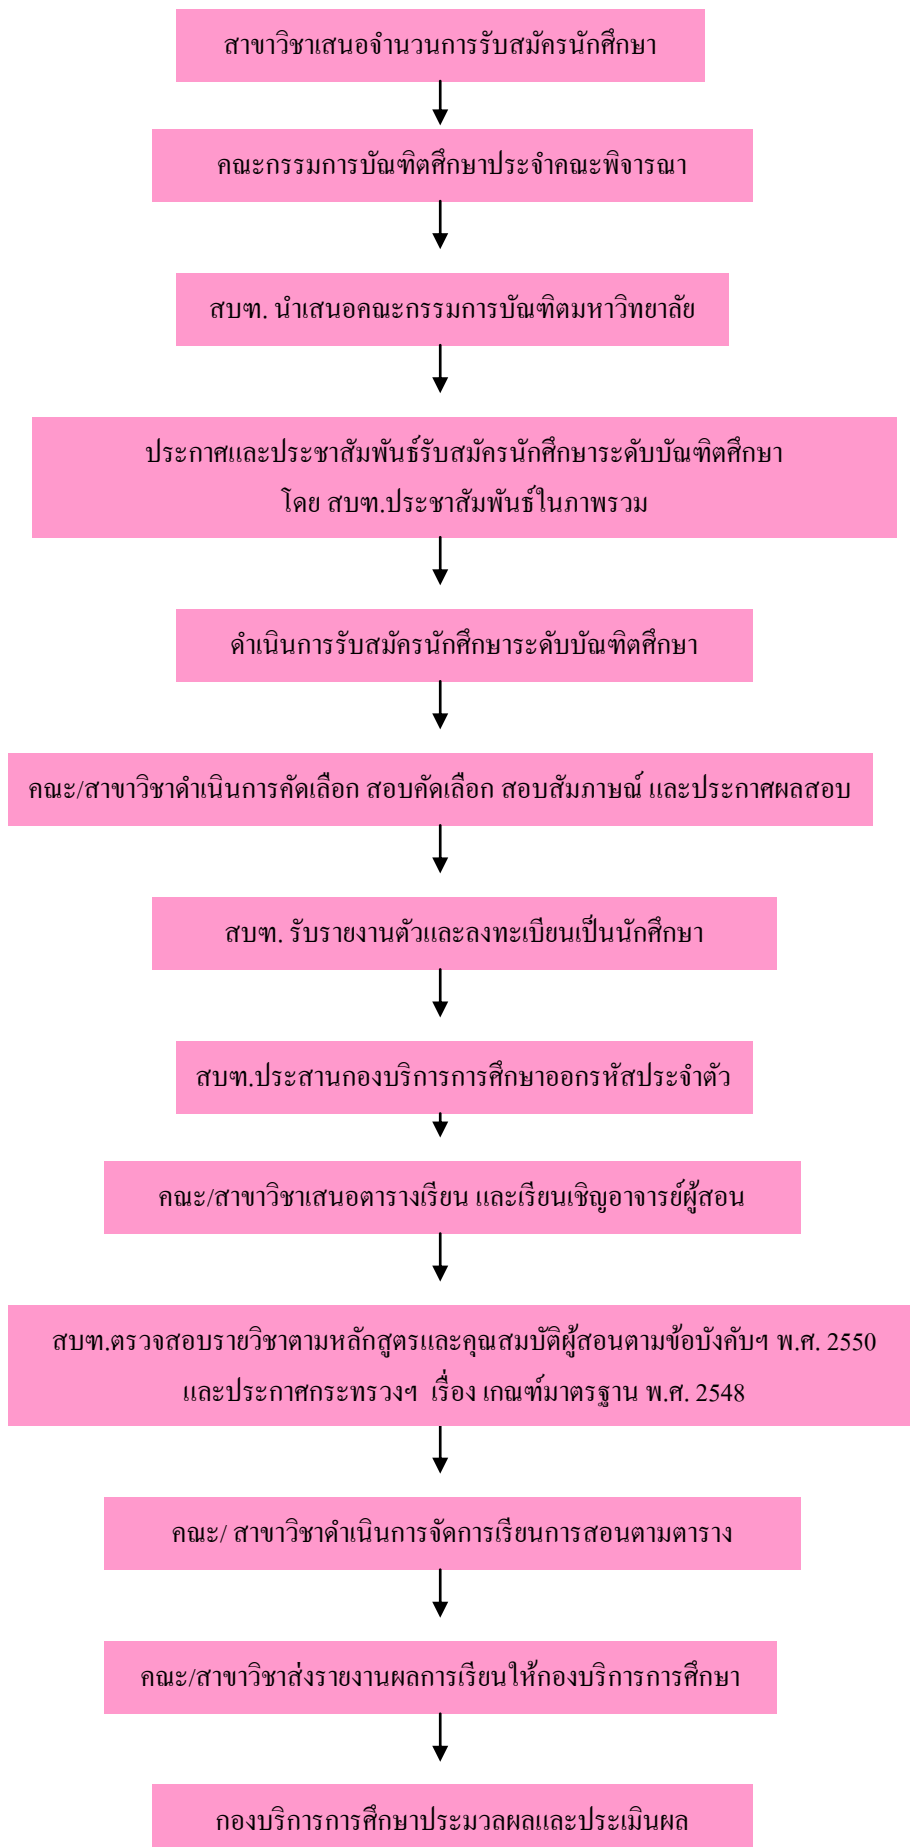 สาขาวิชาเสนอจำนวนการรับสมัครนักศึกษา
คณะกรรมการบัณฑิตศึกษาประจำคณะพิจารณา
สบฑ. นำเสนอคณะกรรมการบัณฑิตมหาวิทยาลัย
ประกาศและประชาสัมพันธ์รับสมัครนักศึกษาระดับบัณฑิตศึกษา
โดย สบฑ.ประชาสัมพันธ์ในภาพรวม
ดำเนินการรับสมัครนักศึกษาระดับบัณฑิตศึกษา
คณะ/สาขาวิชาดำเนินการคัดเลือก สอบคัดเลือก สอบสัมภาษณ์ และประกาศผลสอบ
สบฑ. รับรายงานตัวและลงทะเบียนเป็นนักศึกษา
สบฑ.ประสานกองบริการการศึกษาออกรหัสประจำตัว
คณะ/สาขาวิชาเสนอตารางเรียน และเรียนเชิญอาจารย์ผู้สอน
สบฑ.ตรวจสอบรายวิชาตามหลักสูตรและคุณสมบัติผู้สอนตามข้อบังคับฯ พ.ศ. 2550
และประกาศกระทรวงฯ เรื่อง เกณฑ์มาตรฐาน พ.ศ. 2548
คณะ/ สาขาวิชาดำเนินการจัดการเรียนการสอนตามตาราง
คณะ/สาขาวิชาส่งรายงานผลการเรียนให้กองบริการการศึกษา
กองบริการการศึกษาประมวลผลและประเมินผล